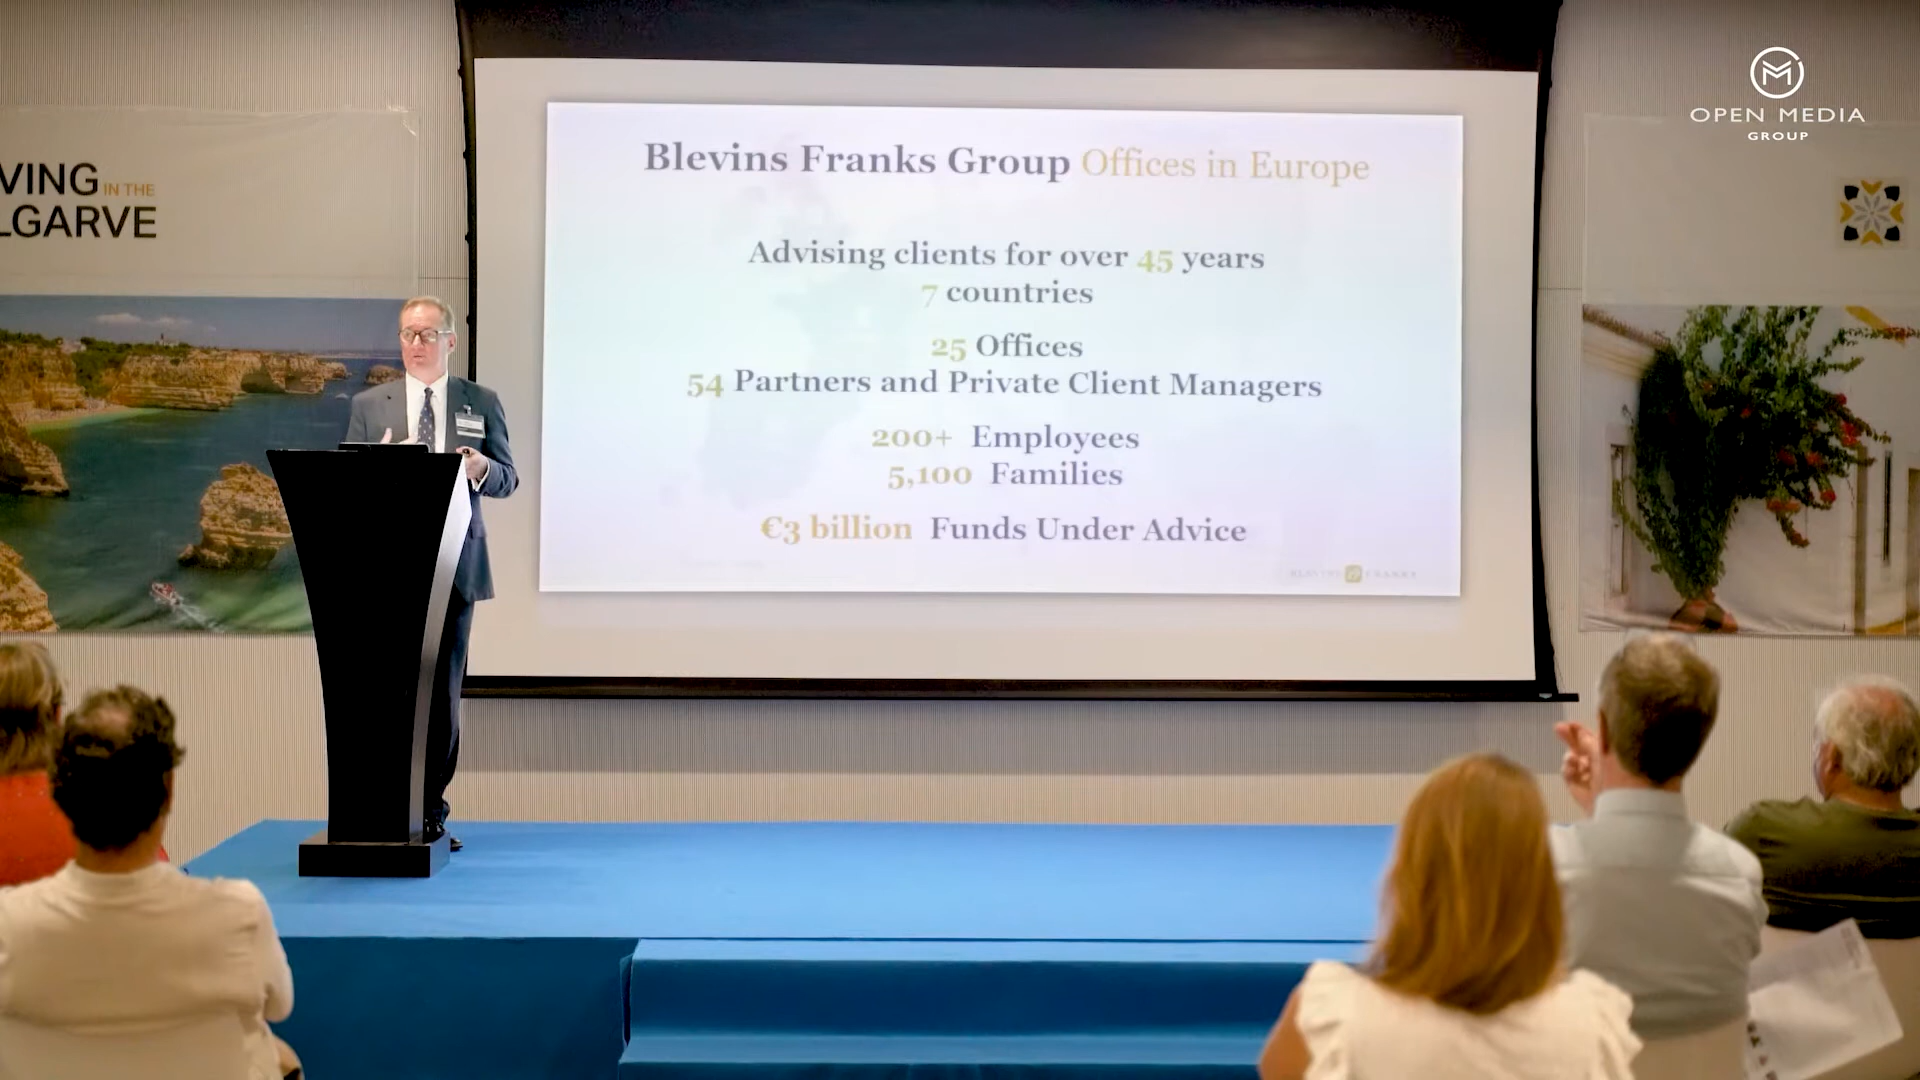 OPEN MEDIA
GROUP
VING IN THE
LGARVE
Blevins Franks Group Offices in Europe
Advising clients for over 45 years
7 countries
25 Offices
54 Partners and Private Client Managers
200+ Employees
5,100 Families
€3 billion Funds Under Advice
BLEVINS FRANKS